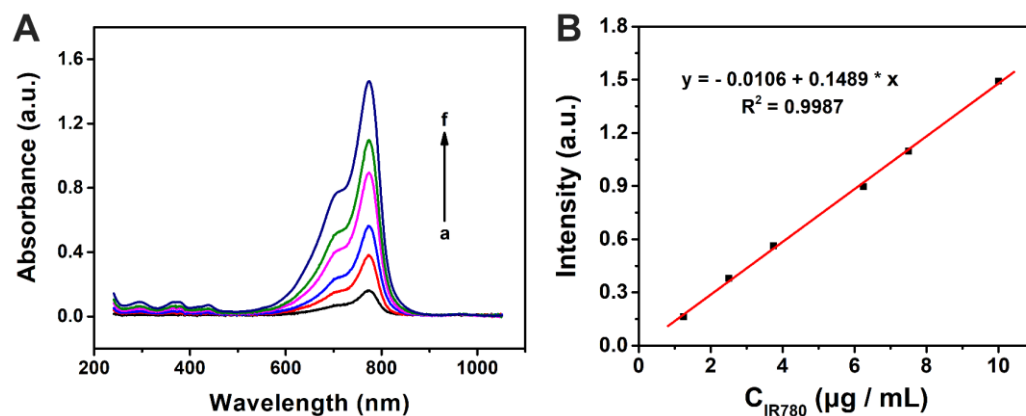 A
Absorbance (a.u.)
1.6
1.2
0.8
0.4
0.0
f
a
200
400
600
800
1000
Wavelength (nm)
B
Intensity (a.u.)
1.8
1.5
1.2
0.9
0.6
0.3
0.0
y = - 0.0106 + 0.1489 * x
R² = 0.9987
0
2
4
6
8
10
C_IR780 (µg / mL)